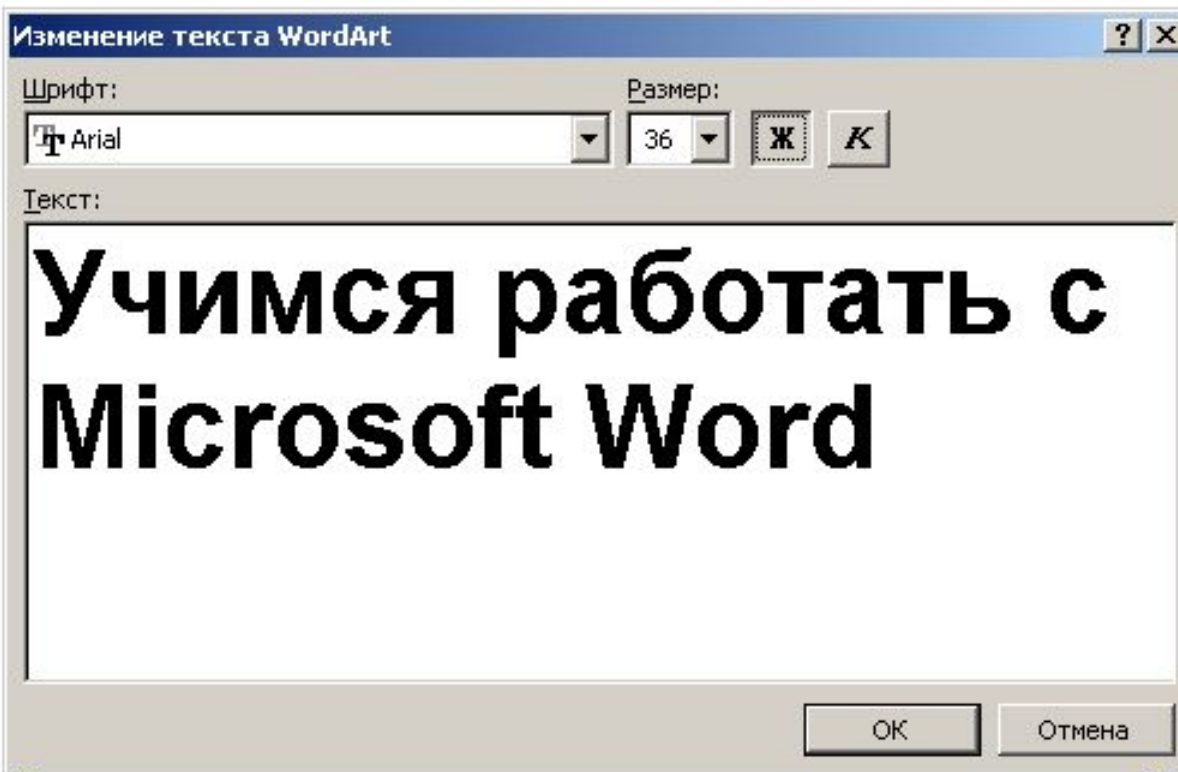 Изменение текста WordArt
Шрифт: Размер:
Arial 36 Ж К
Текст:
Учимся работать с
Microsoft Word
ОК Отмена